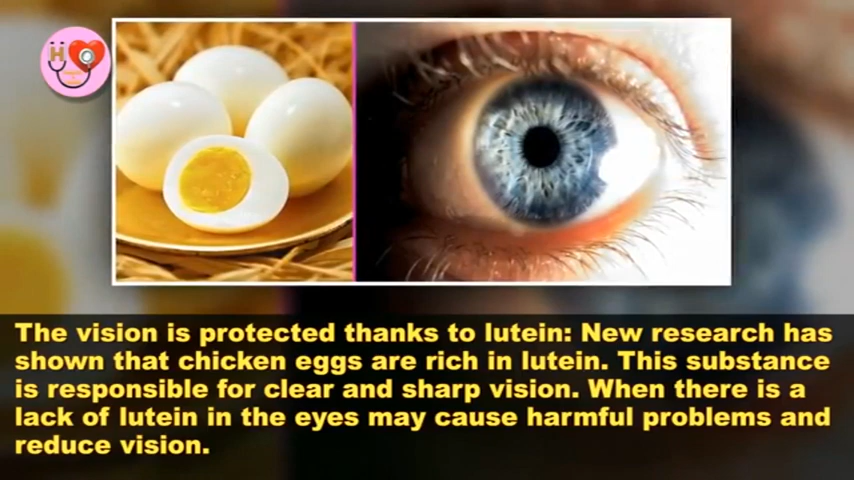 The vision is protected thanks to lutein: New research has
shown that chicken eggs are rich in lutein. This substance
is responsible for clear and sharp vision. When there is a
lack of lutein in the eyes may cause harmful problems and
reduce vision.